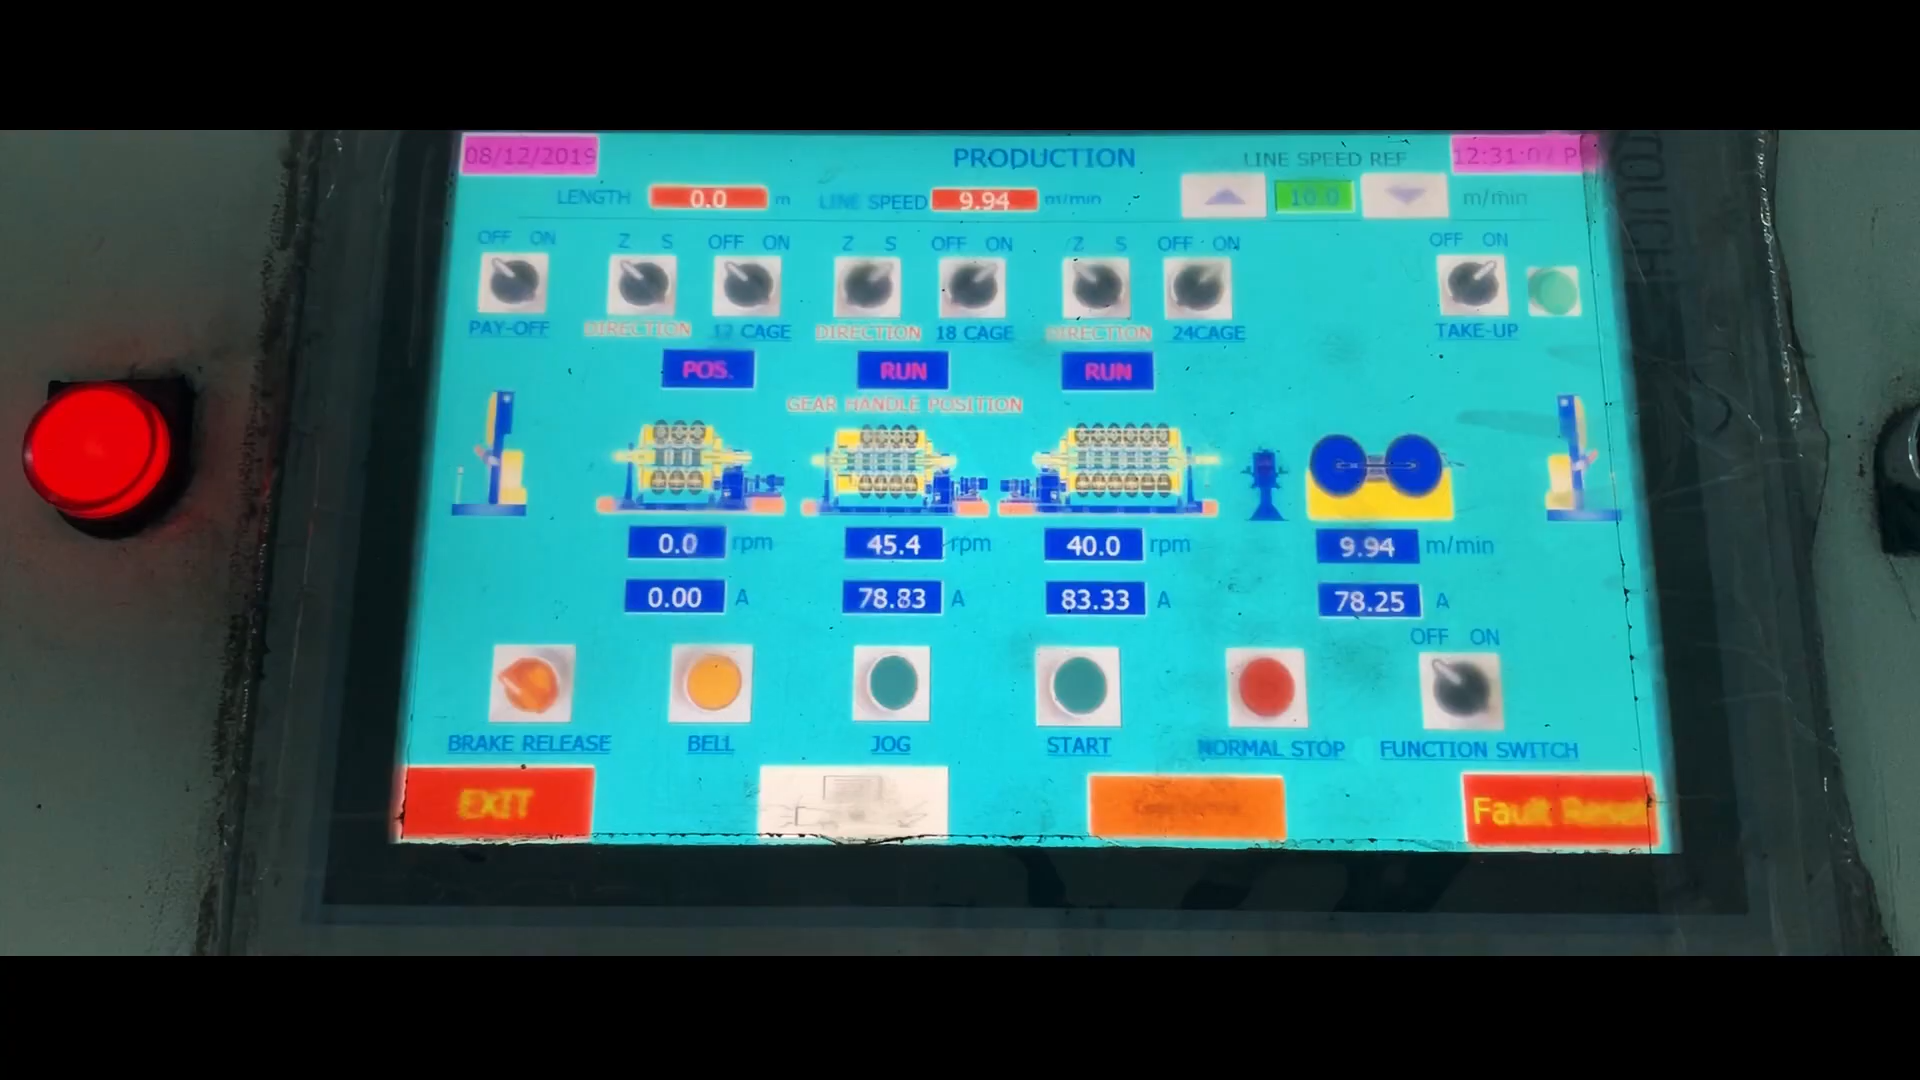 08/12/2019 PRODUCTION LINE SPEED REF
LENGTH 0.0 m LINE SPEED 9.94 m/min 10.0 m/min
OFF ON Z S OFF ON Z S OFF ON Z S OFF ON OFF ON
PAY-OFF DIRECTION 12 CAGE DIRECTION 18 CAGE DIRECTION 24CAGE TAKE-UP
POS. RUN RUN
GEAR HANDLE POSITION
0.0 rpm 45.4 rpm 40.0 rpm 9.94 m/min
0.00 A 78.83 A 83.33 A 78.25 A
OFF ON
BRAKE RELEASE BELL JOG START NORMAL STOP FUNCTION SWITCH
EXIT Fault Reset
TOUCH